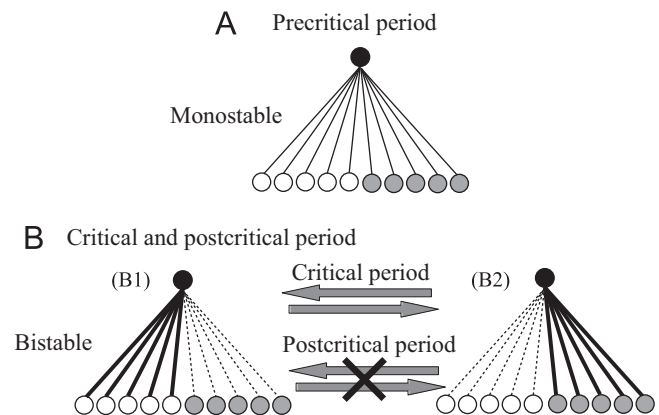 A Precritical period
Monostable
B Critical and postcritical period
(B1) Critical period (B2)
Bistable
Postcritical period